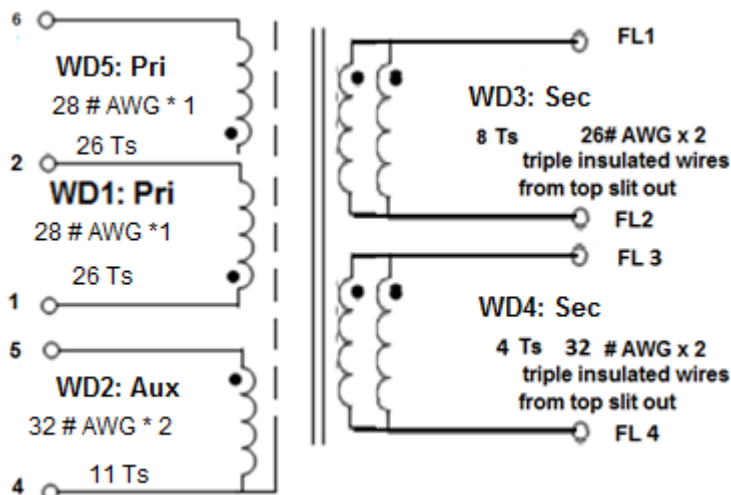 6
WD5: Pri
28 # AWG * 1
26 Ts
2
WD1: Pri
28 # AWG *1
26 Ts
1
5
WD2: Aux
32 # AWG * 2
11 Ts
4
FL1
WD3: Sec
8 Ts 26# AWG x 2
triple insulated wires
from top slit out
FL2
FL 3
WD4: Sec
4 Ts 32 # AWG x 2
triple insulated wires
from top slit out
FL 4